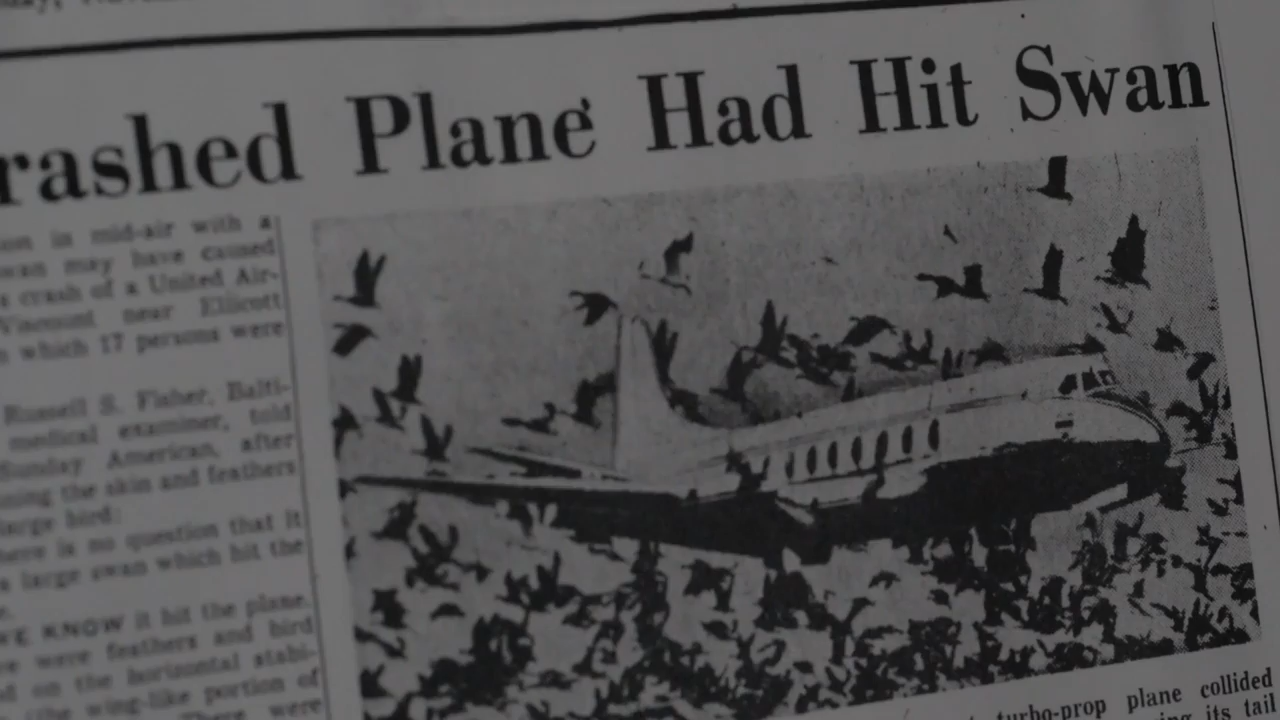 rashed Plane Had Hit Swan
in mid-air with a
may have caused
crash of a United Air-
Viscount near Ellicott
which 17 persons were
Russell S. Fisher, Balti-
medical examiner, told
Sunday American, after
ning the skin and feathers
large bird:
here is no question that it
a large swan which hit the
WE KNOW it hit the plane.
were feathers and bird
on the horizontal stabi-
(the wing-like portion of
There were
turbo-prop plane collided
its tail